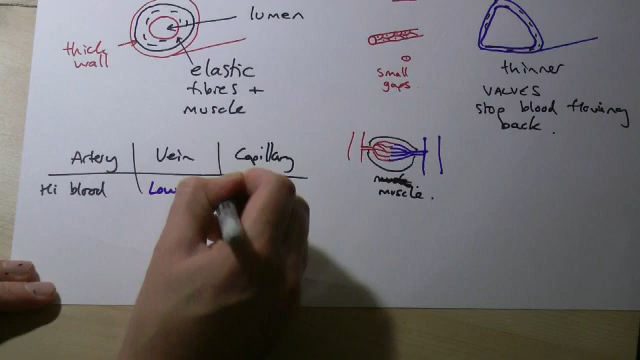 lumen
thick
wall
elastic
fibres +
muscle
small
gaps
thinner
VALVES
stop blood flowing
back.
Artery Vein Capillary
Hi blood Low
muscle.